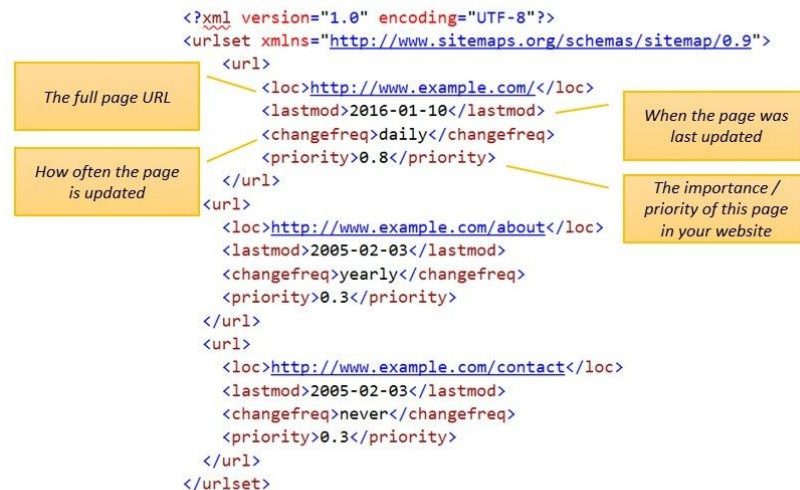 <?xml version="1.0" encoding="UTF-8"?>
<urlset xmlns="http://www.sitemaps.org/schemas/sitemap/0.9">
<url>
<loc>http://www.example.com/</loc>
<lastmod>2016-01-10</lastmod>
<changefreq>daily</changefreq>
<priority>0.8</priority>
</url>
<url>
<loc>http://www.example.com/about</loc>
<lastmod>2005-02-03</lastmod>
<changefreq>yearly</changefreq>
<priority>0.3</priority>
</url>
<url>
<loc>http://www.example.com/contact</loc>
<lastmod>2005-02-03</lastmod>
<changefreq>never</changefreq>
<priority>0.3</priority>
</url>
</urlset>
The full page URL
How often the page
is updated
When the page was
last updated
The importance /
priority of this page
in your website